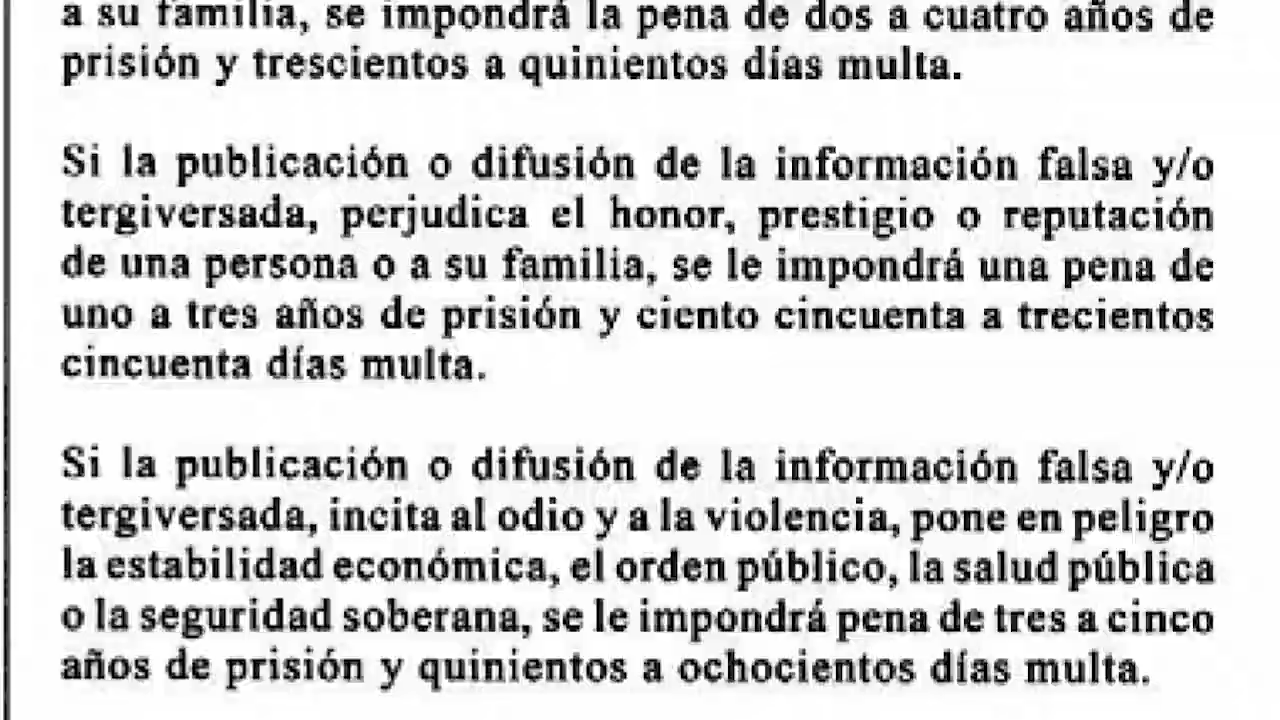 a su familia, se impondrá la pena de dos a cuatro años de
prisión y trescientos a quinientos días multa.
Si la publicación o difusión de la información falsa y/o
tergiversada, perjudica el honor, prestigio o reputación
de una persona o a su familia, se le impondrá una pena de
uno a tres años de prisión y ciento cincuenta a trecientos
cincuenta días multa.
Si la publicación o difusión de la información falsa y/o
tergiversada, incita al odio y a la violencia, pone en peligro
la estabilidad económica, el orden público, la salud pública
o la seguridad soberana, se le impondrá pena de tres a cinco
años de prisión y quinientos a ochocientos días multa.